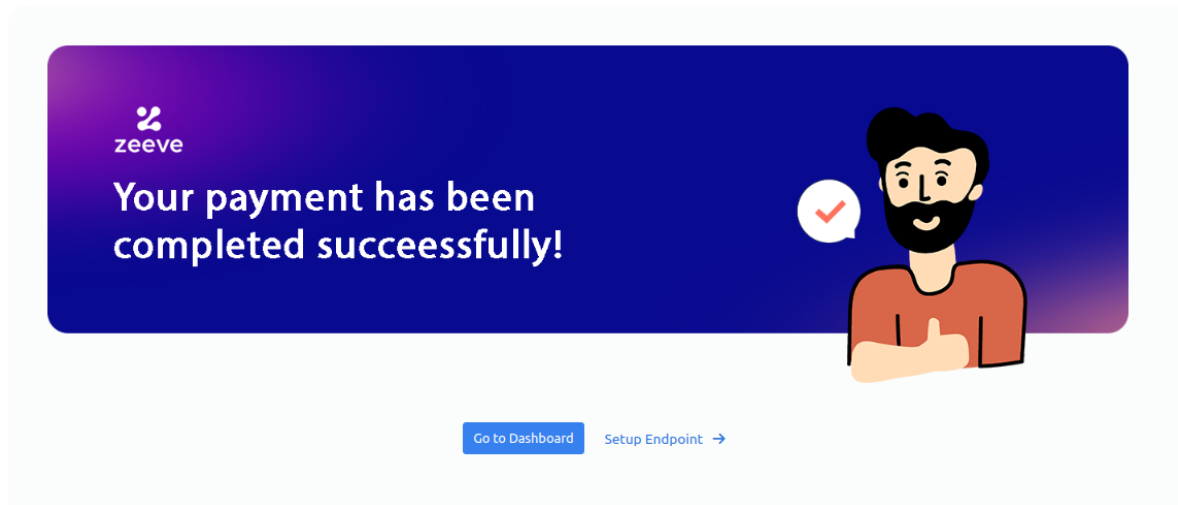 zeeve
Your payment has been
completed succeessfully!
Go to Dashboard
Setup Endpoint →